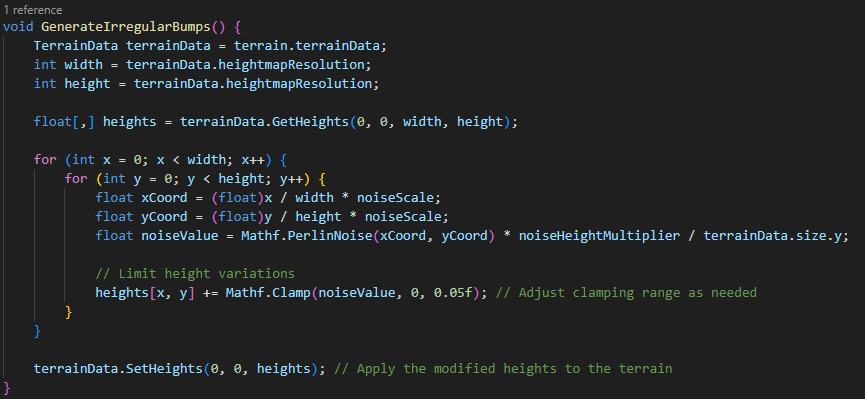 1 reference
void GenerateIrregularBumps() {
    TerrainData terrainData = terrain.terrainData;
    int width = terrainData.heightmapResolution;
    int height = terrainData.heightmapResolution;

    float[,] heights = terrainData.GetHeights(0, 0, width, height);

    for (int x = 0; x < width; x++) {
        for (int y = 0; y < height; y++) {
            float xCoord = (float)x / width * noiseScale;
            float yCoord = (float)y / height * noiseScale;
            float noiseValue = Mathf.PerlinNoise(xCoord, yCoord) * noiseHeightMultiplier / terrainData.size.y;

            // Limit height variations
            heights[x, y] += Mathf.Clamp(noiseValue, 0, 0.05f); // Adjust clamping range as needed
        }
    }

    terrainData.SetHeights(0, 0, heights); // Apply the modified heights to the terrain
}